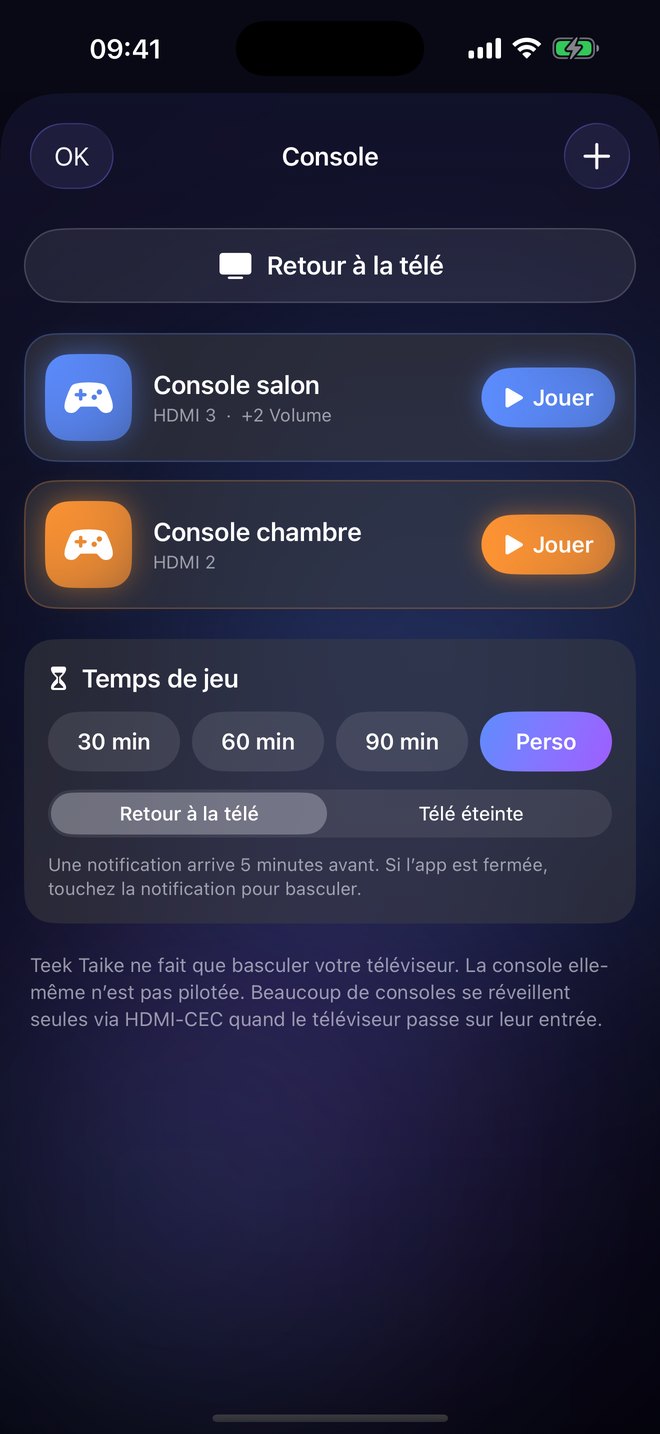 09:41
OK
Console
Retour à la télé
Console salon
HDMI 3 · +2 Volume
Jouer
Console chambre
HDMI 2
Jouer
Temps de jeu
30 min
60 min
90 min
Perso
Retour à la télé
Télé éteinte
Une notification arrive 5 minutes avant. Si l’app est fermée,
touchez la notification pour basculer.
Teek Taike ne fait que basculer votre téléviseur. La console elle-
même n’est pas pilotée. Beaucoup de consoles se réveillent
seules via HDMI-CEC quand le téléviseur passe sur leur entrée.